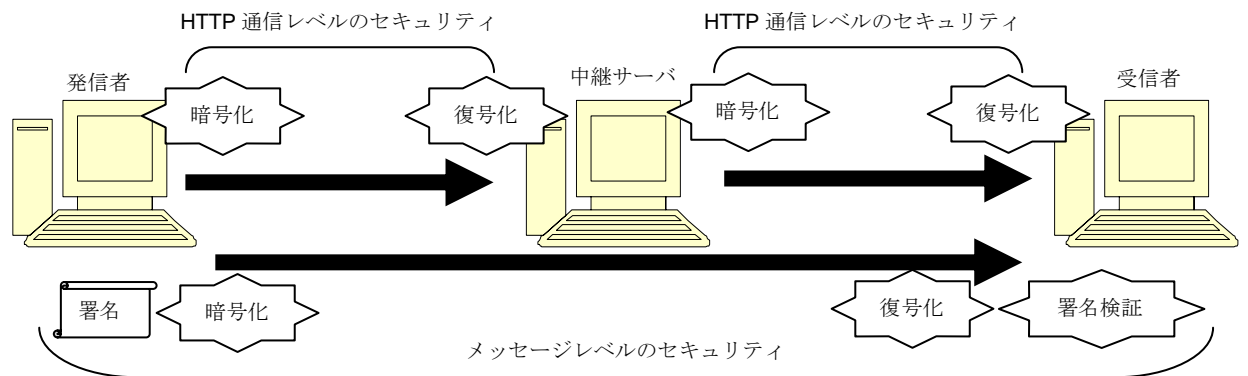 HTTP 通信レベルのセキュリティ
HTTP 通信レベルのセキュリティ
発信者
中継サーバ
受信者
暗号化
復号化
暗号化
復号化
署名
暗号化
復号化
署名検証
メッセージレベルのセキュリティ